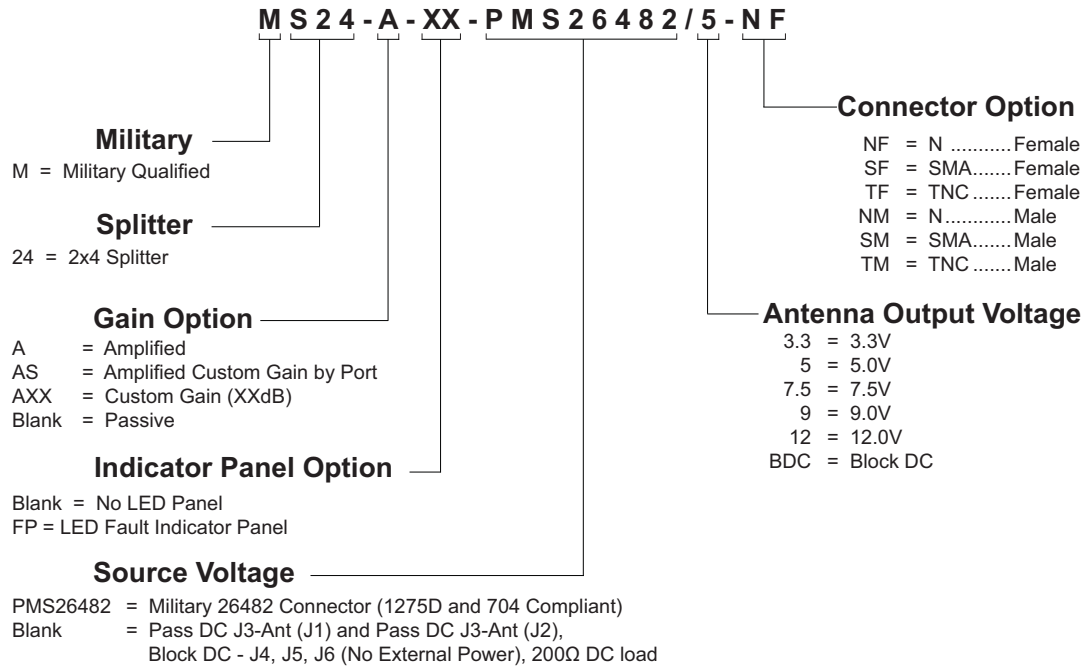 M S 2 4 - A - XX - P M S 2 6 4 8 2 / 5 - N F
Military
M = Military Qualified
Splitter
24 = 2x4 Splitter
Gain Option
A = Amplified
AS = Amplified Custom Gain by Port
AXX = Custom Gain (XXdB)
Blank = Passive
Indicator Panel Option
Blank = No LED Panel
FP = LED Fault Indicator Panel
Source Voltage
PMS26482 = Military 26482 Connector (1275D and 704 Compliant)
Blank = Pass DC J3-Ant (J1) and Pass DC J3-Ant (J2),
Block DC - J4, J5, J6 (No External Power), 200Ω DC load
Connector Option
NF = N ...........Female
SF = SMA.......Female
TF = TNC .......Female
NM = N............Male
SM = SMA.......Male
TM = TNC .......Male
Antenna Output Voltage
3.3 = 3.3V
5 = 5.0V
7.5 = 7.5V
9 = 9.0V
12 = 12.0V
BDC = Block DC